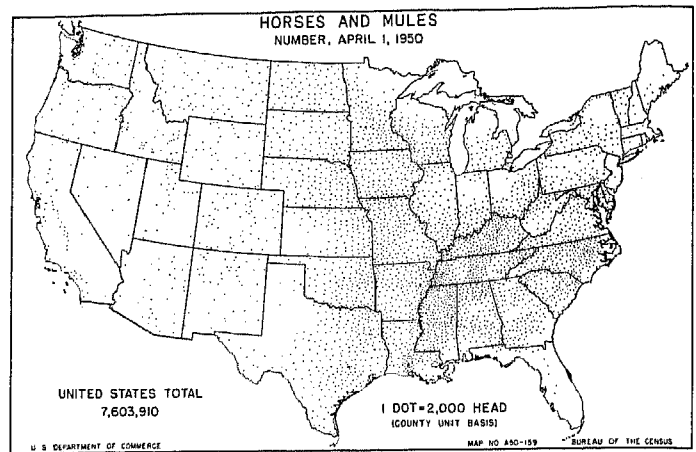 HORSES AND MULES
NUMBER, APRIL 1, 1950
UNITED STATES TOTAL
7,603,910
1 DOT=2,000 HEAD
(COUNTY UNIT BASIS)
U S DEPARTMENT OF COMMERCE
MAP NO A50-159
BUREAU OF THE CENSUS